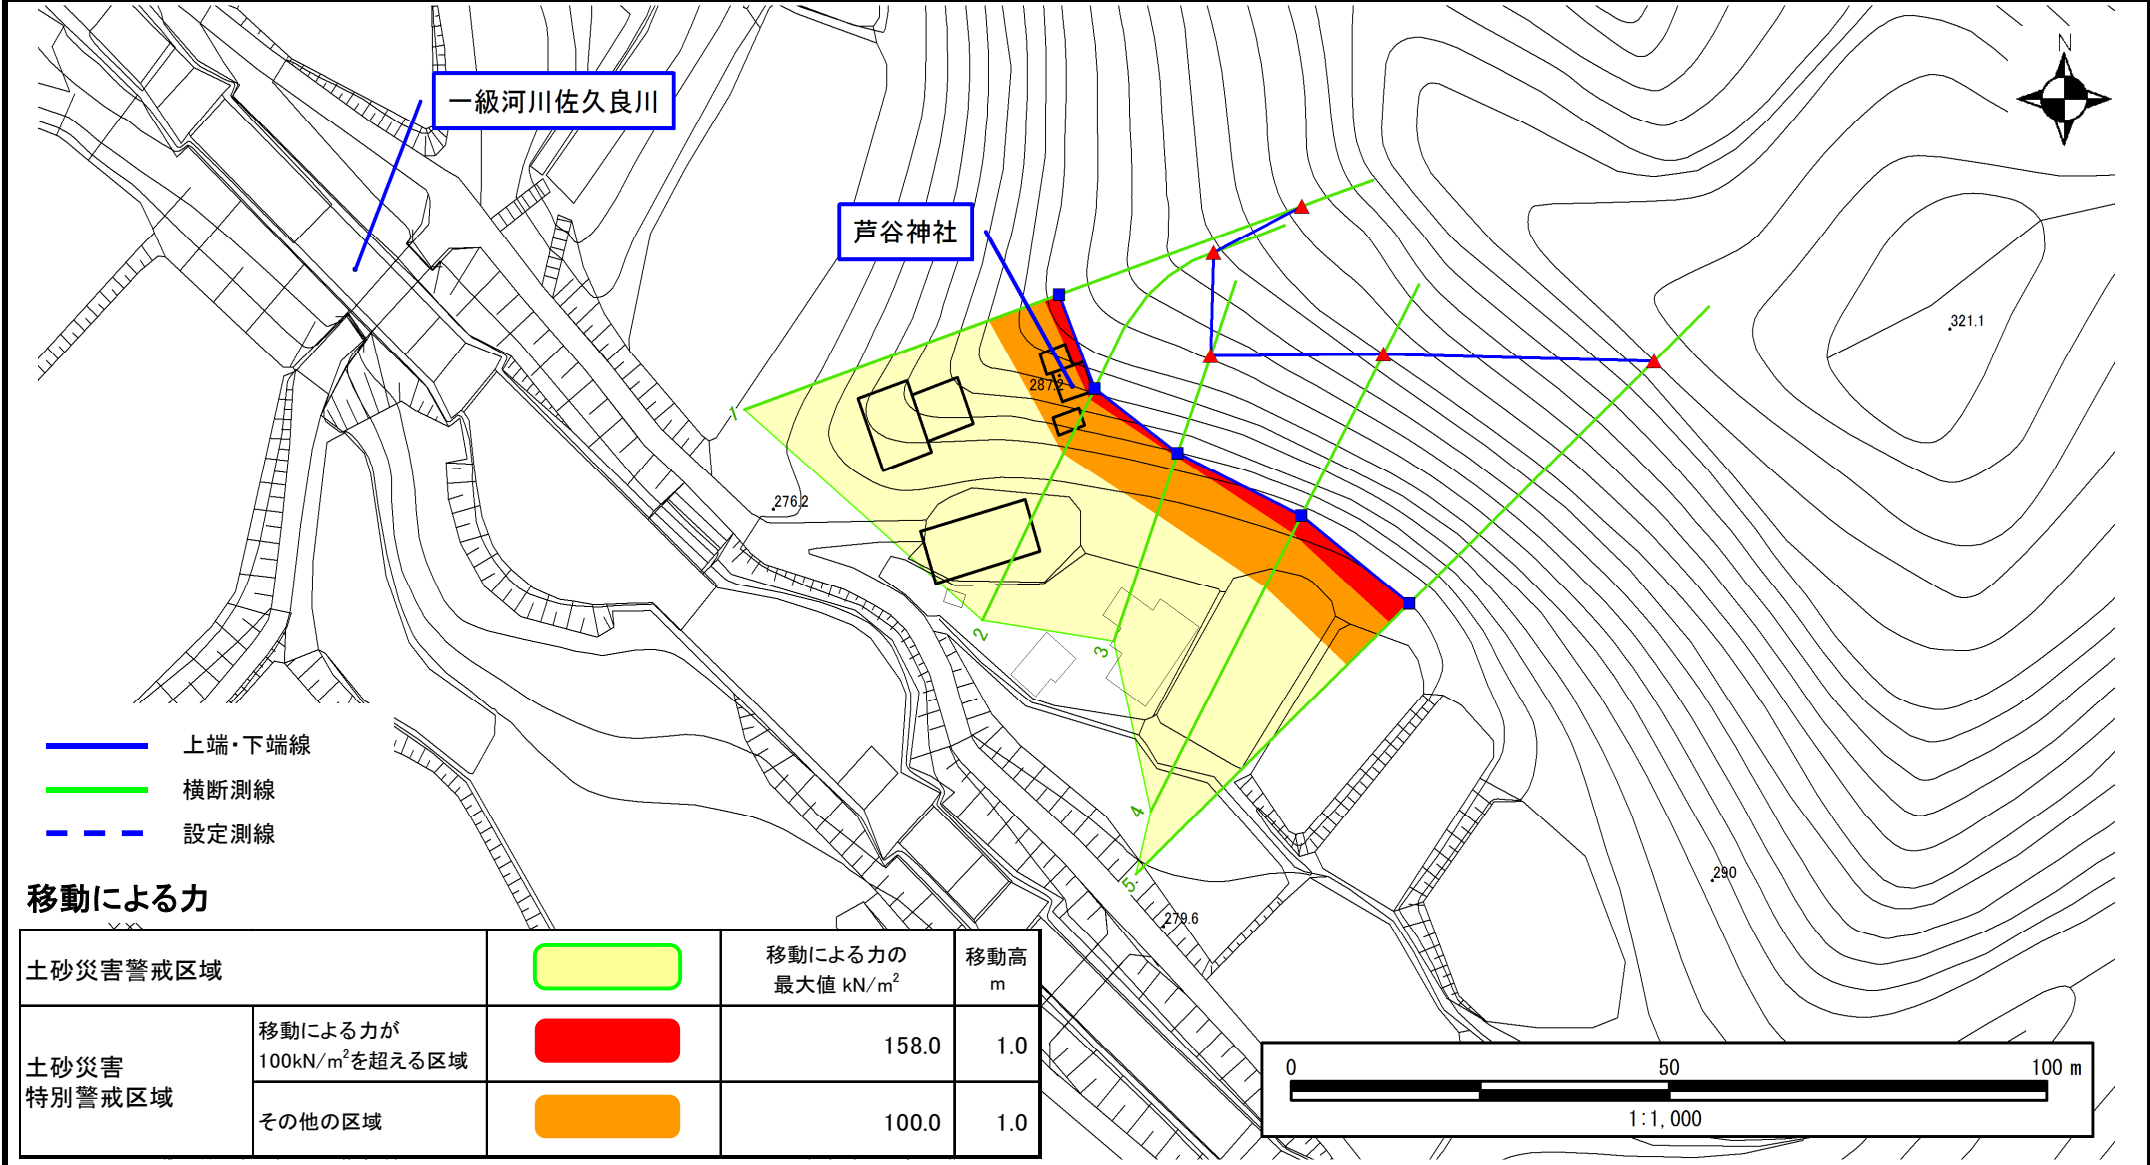 N
一級河川佐久良川
芦谷神社
321.1
287.2
1
276.2
2
3
4
5
290
279.6
上端・下端線
横断測線
設定測線
移動による力
土砂災害警戒区域
移動による力の
最大値 kN/m²
移動高
m
土砂災害
特別警戒区域
移動による力が
100kN/m²を超える区域
158.0
1.0
その他の区域
100.0
1.0
0 50 100 m
1:1,000